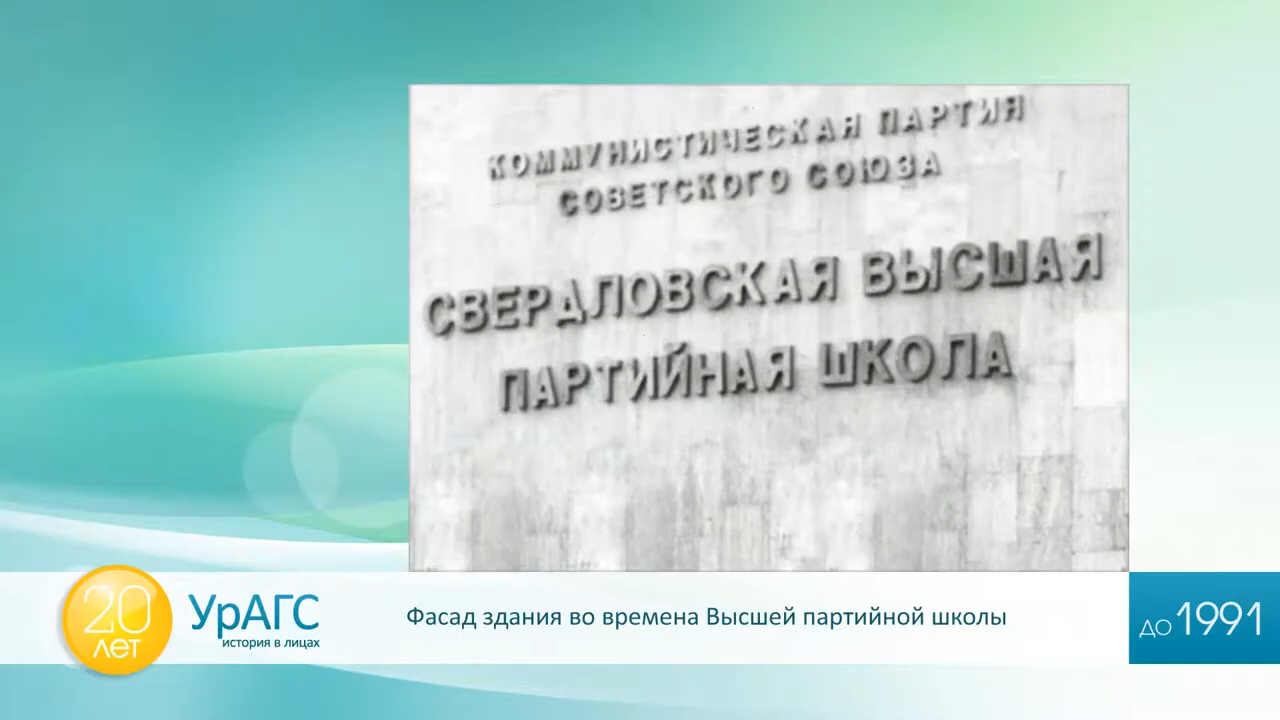 КОММУНИСТИЧЕСКАЯ ПАРТИЯ
СОВЕТСКОГО СОЮЗА
СВЕРДЛОВСКАЯ ВЫСШАЯ
ПАРТИЙНАЯ ШКОЛА
20
лет
УрАГС
история в лицах
Фасад здания во времена Высшей партийной школы
до 1991